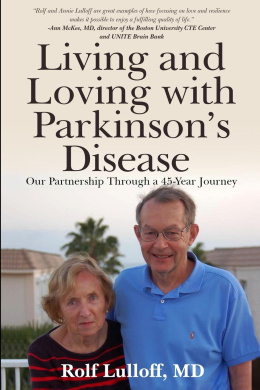 "Rolf and Annie Lulloff are great examples of how focusing on love and resilience
makes it possible to enjoy a fulfilling quality of life."
-Ann McKee, MD, director of the Boston University CTE Center
and UNITE Brain Bank
Living and
Loving with
Parkinson's
Disease
Our Partnership Through a 45-Year Journey
Rolf Lulloff, MD